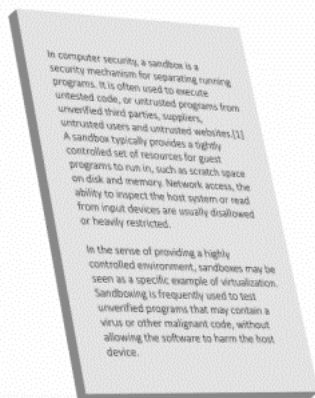 In computer security, a sandbox is a
security mechanism for separating running
programs. It is often used to execute
untested code, or untrusted programs from
unverified third parties, suppliers,
untrusted users and untrusted websites.[1]
A sandbox typically provides a tightly
controlled set of resources for guest
programs to run in, such as scratch space
on disk and memory. Network access, the
ability to inspect the host system or read
from input devices are usually disallowed
or heavily restricted.

In the sense of providing a highly
controlled environment, sandboxes may be
seen as a specific example of virtualization.
Sandboxing is frequently used to test
unverified programs that may contain a
virus or other malignant code, without
allowing the software to harm the host
device.